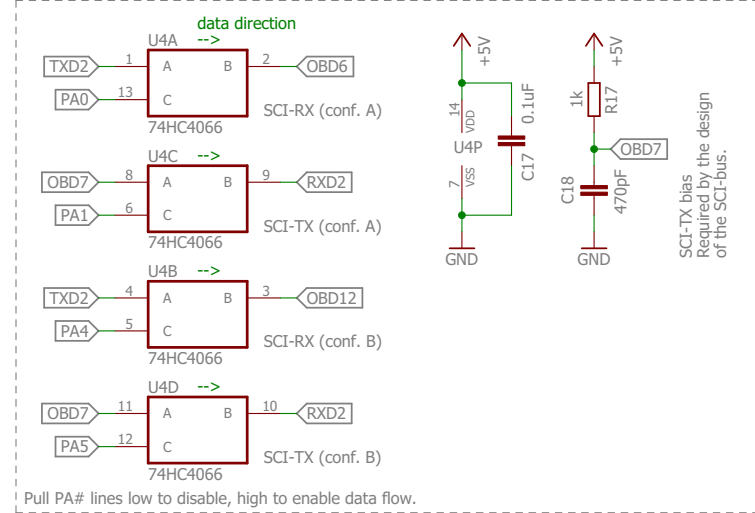 data direction
U4A -->
TXD2 1 A B 2 OBD6
PA0 13 C
SCI-RX (conf. A)
74HC4066
U4C -->
OBD7 8 A B 9 RXD2
PA1 6 C
SCI-TX (conf. A)
74HC4066
U4B -->
TXD2 4 A B 3 OBD12
PA4 5 C
SCI-RX (conf. B)
74HC4066
U4D -->
OBD7 11 A B 10 RXD2
PA5 12 C
SCI-TX (conf. B)
74HC4066
Pull PA# lines low to disable, high to enable data flow.
+5V
14 VDD
U4P
7 VSS
0.1uF
C17
GND
+5V
1k
R17
OBD7
C18
470pF
GND
SCI-TX bias
Required by the design
of the SCI-bus.